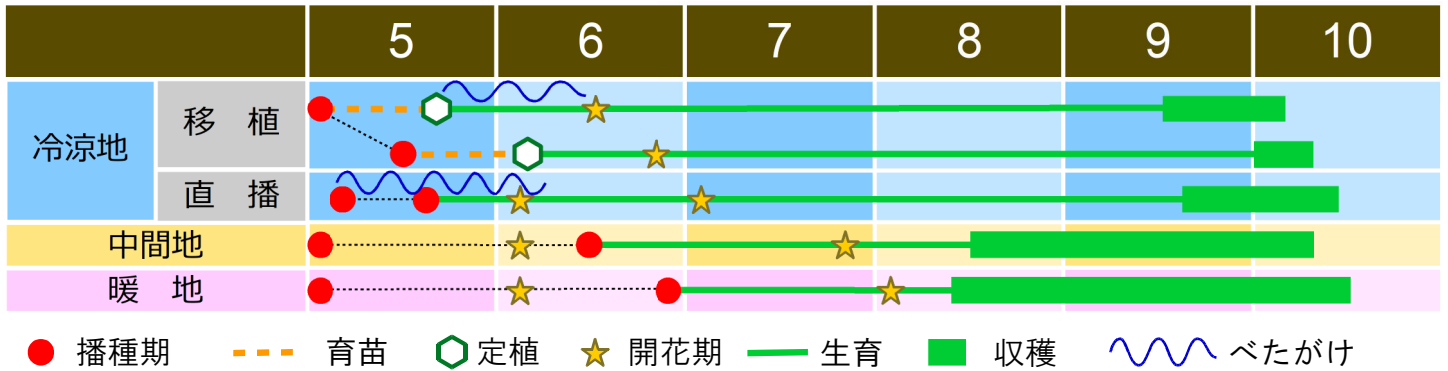 5 6 7 8 9 10
冷涼地
移 植
直 播
中間地
暖 地
播種期 育苗 定植 開花期 生育 収穫 べたがけ